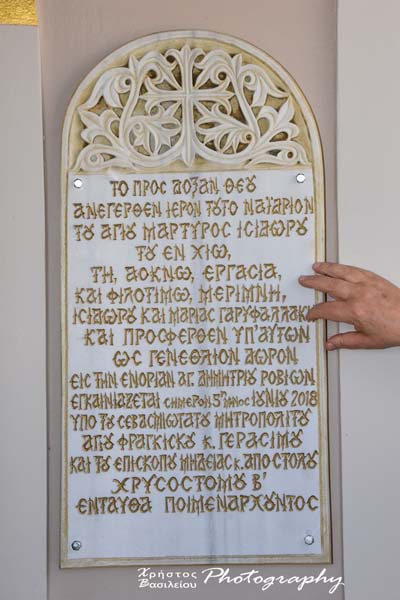 ΤΟ ΠΡΟΣ ΔΟΞΑΝ ΘΕΟΥ
ΑΝΕΓΕΡΘΕΝ ΙΕΡΟΝ ΤΟΥΤΟ ΝΑΫΔΡΙΟΝ
ΤΟΥ ΑΓΙΟΥ ΜΑΡΤΥΡΟΣ ΙΣΙΔΩΡΟΥ
ΤΟΥ ΕΝ ΧΙΩ,
ΤΗ, ΑΟΚΝΩ, ΕΡΓΑΣΙΑ,
ΚΑΙ ΦΙΛΟΤΙΜΩ, ΜΕΡΙΜΝΗ,
ΙΣΙΔΩΡΟΥ ΚΑΙ ΜΑΡΙΑΣ ΓΑΡΥΦΑΛΛΑΚΗ
ΚΑΙ ΠΡΟΣΦΕΡΘΕΝ ΥΠ'ΑΥΤΩΝ
ΩΣ ΓΕΝΕΘΛΙΟΝ ΔΩΡΟΝ
ΕΙΣ ΤΗΝ ΕΝΟΡΙΑΝ ΑΓ. ΔΗΜΗΤΡΙΟΥ ΡΟΒΙΩΝ
ΕΓΚΑΙΝΙΑΖΕΤΑΙ ΣΗΜΕΡΟΝ 5ΗΝ ΜΗΝΟΣ ΙΟΥΝΙΟΥ 2018
ΥΠΟ ΤΟΥ ΣΕΒΑΣΜΙΩΤΑΤΟΥ ΜΗΤΡΟΠΟΛΙΤΟΥ
ΑΓΙΟΥ ΦΡΑΓΚΙΣΚΟΥ κ. ΓΕΡΑΣΙΜΟΥ
ΚΑΙ ΤΟΥ ΕΠΙΣΚΟΠΟΥ ΜΗΔΕΙΑΣ κ. ΑΠΟΣΤΟΛΟΥ
ΧΡΥΣΟΣΤΟΜΟΥ Β'
ΕΝΤΑΥΘΑ ΠΟΙΜΕΝΑΡΧΟΥΝΤΟΣ
Χρήστος Βασιλείου Photography